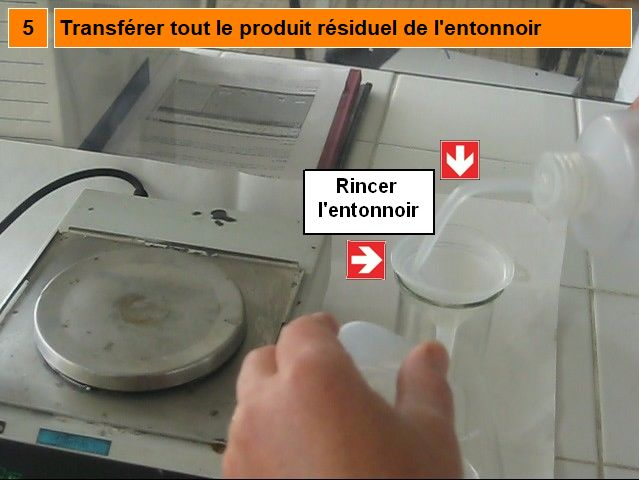 5 Transférer tout le produit résiduel de l'entonnoir
Rincer
l'entonnoir